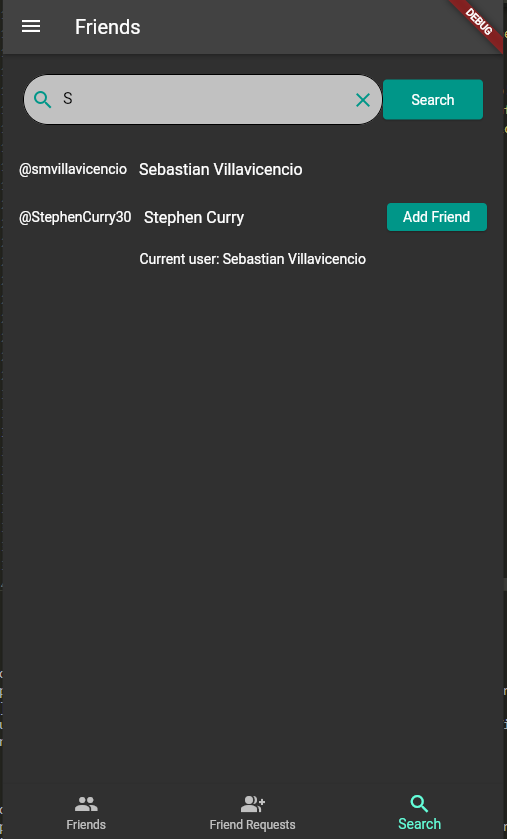 Friends
DEBUG
S
Search
@smvillavicencio Sebastian Villavicencio
@StephenCurry30 Stephen Curry
Add Friend
Current user: Sebastian Villavicencio
Friends
Friend Requests
Search